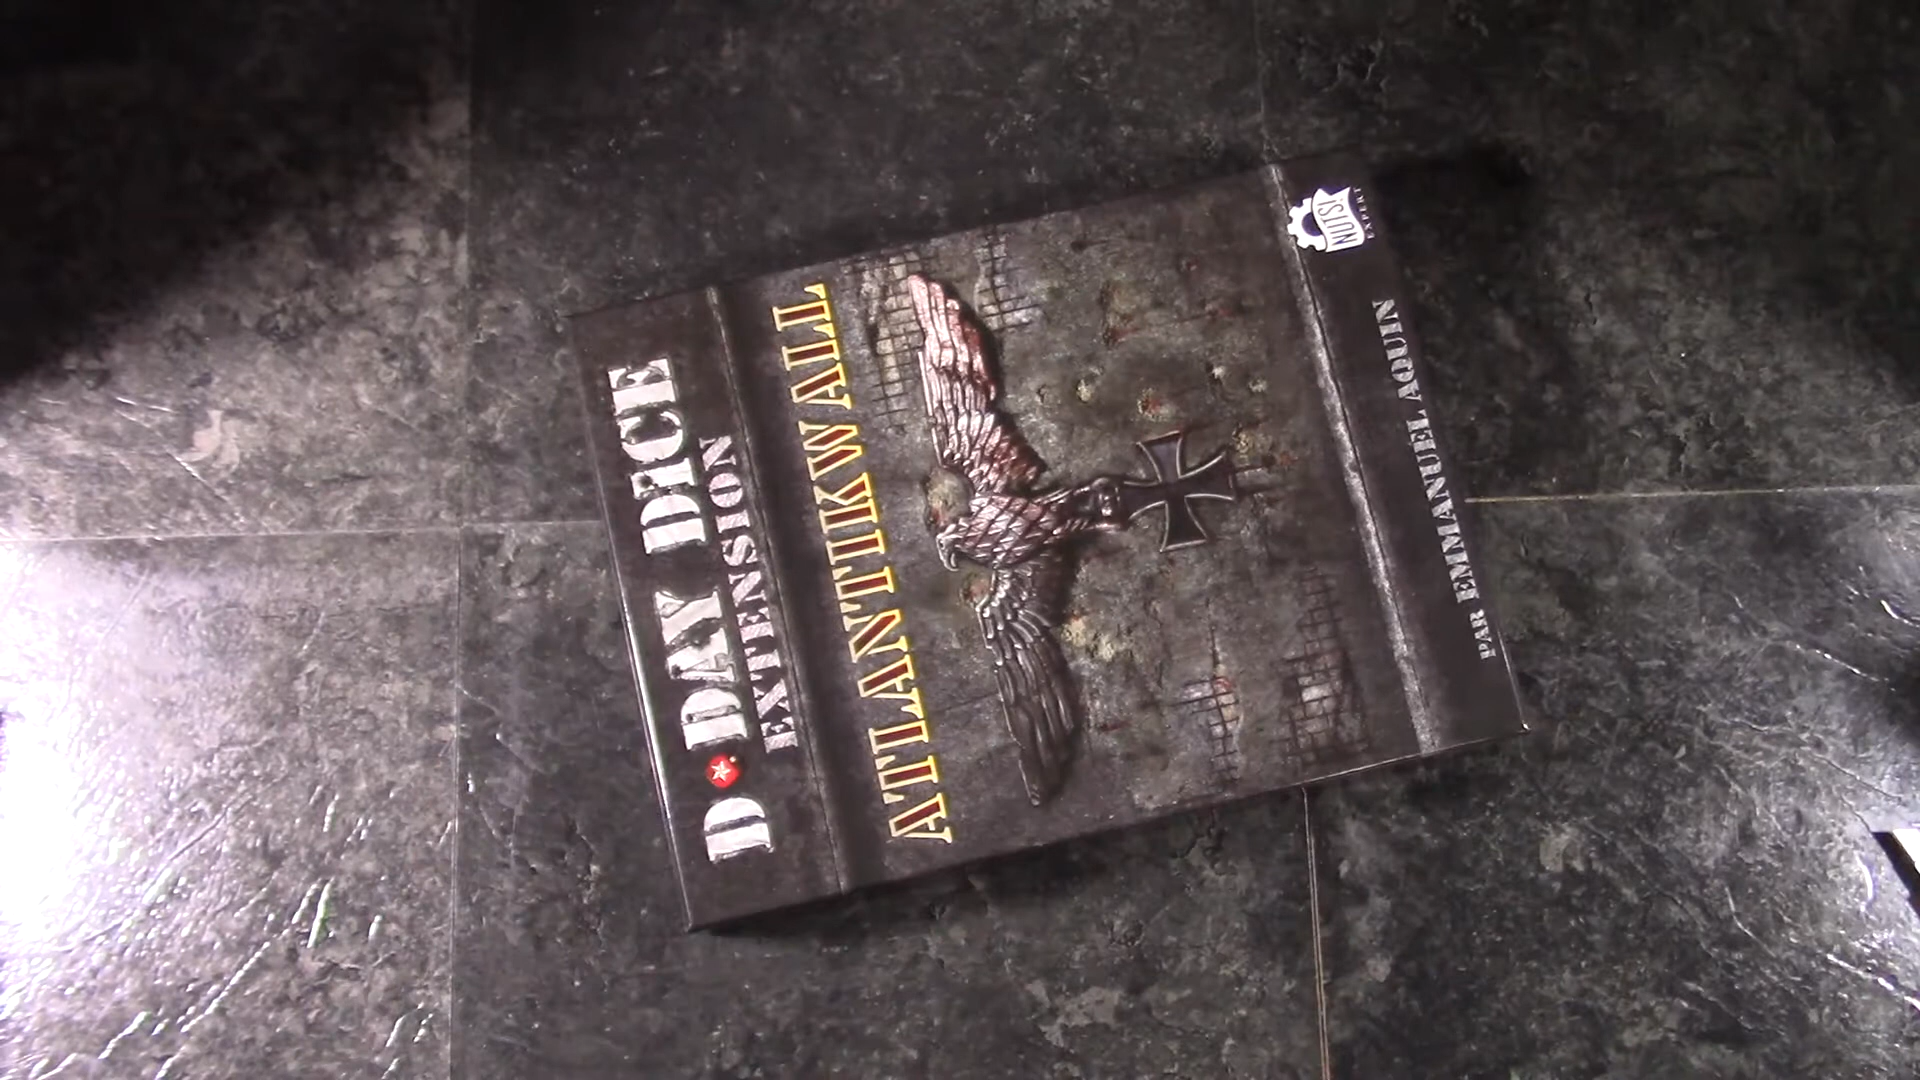 D·DAY DICE
EXTENSION
ATLANTIKWALL
NUTS!
EXPERT
PAR EMMANUEL AQUIN